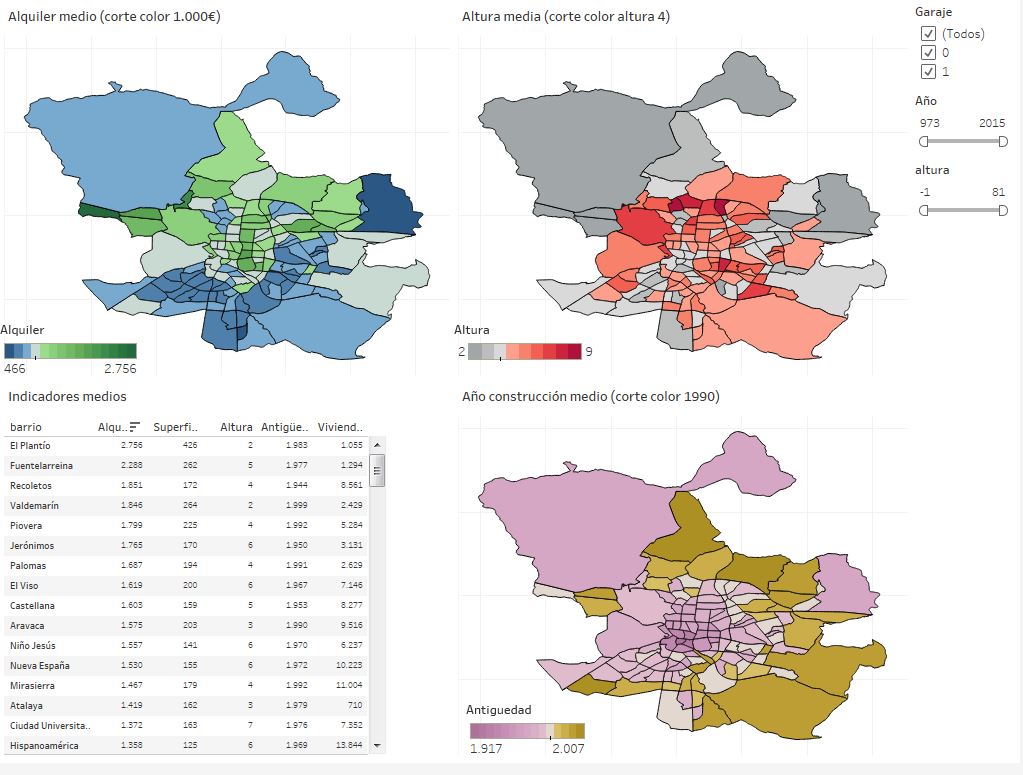 Alquiler medio (corte color 1.000€)
Altura media (corte color altura 4)
Garaje
(Todos)
0
1
Año
973 2015
altura
-1 81
Alquiler
466 2.756
Altura
2 9
Indicadores medios
Año construcción medio (corte color 1990)
barrio Alqu.. Superfi.. Altura Antigüe.. Viviend..
El Plantío 2.756 426 2 1.983 1.055
Fuentelarreina 2.288 262 5 1.977 1.294
Recoletos 1.851 172 4 1.944 8.561
Valdemarín 1.846 264 2 1.999 2.429
Piovera 1.799 225 4 1.992 5.284
Jerónimos 1.765 170 6 1.950 3.131
Palomas 1.687 194 4 1.991 2.629
El Viso 1.619 200 6 1.967 7.146
Castellana 1.603 159 5 1.953 8.277
Aravaca 1.575 203 3 1.990 9.516
Niño Jesús 1.557 141 6 1.970 6.237
Nueva España 1.530 155 6 1.972 10.223
Mirasierra 1.467 179 4 1.992 11.004
Atalaya 1.419 162 3 1.979 710
Ciudad Universita.. 1.372 163 7 1.976 7.352
Hispanoamérica 1.358 125 6 1.969 13.844
Antiguedad
1.917 2.007